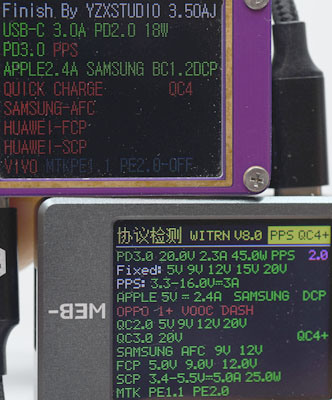 Finish By YZXSTUDIO 3.50AJ
USB-C 3.0A PD2.0 18W
PD3.0 PPS
APPLE2.4A SAMSUNG BC1.2DCP
QUICK CHARGE QC4
SAMSUNG-AFC
HUAWEI-FCP
HUAWEI-SCP
VIVO MTKPE1.1 PE2.0-OFF
协议检测 WITRN V8.0 PPS QC4+
PD3.0 20.0V 2.3A 45.0W PPS 2.0
Fixed: 5V 9V 12V 15V 20V
PPS: 3.3-16.0V=3A
APPLE 5V = 2.4A SAMSUNG DCP
OPPO 1+ VOOC DASH
QC2.0 5V 9V 12V 20V
QC3.0 20V QC4+
SAMSUNG AFC 9V 12V
FCP 5.0V 9.0V 12.0V
SCP 3.4-5.5V=5.0A 25.0W
MTK PE1.1 PE2.0
WEB-